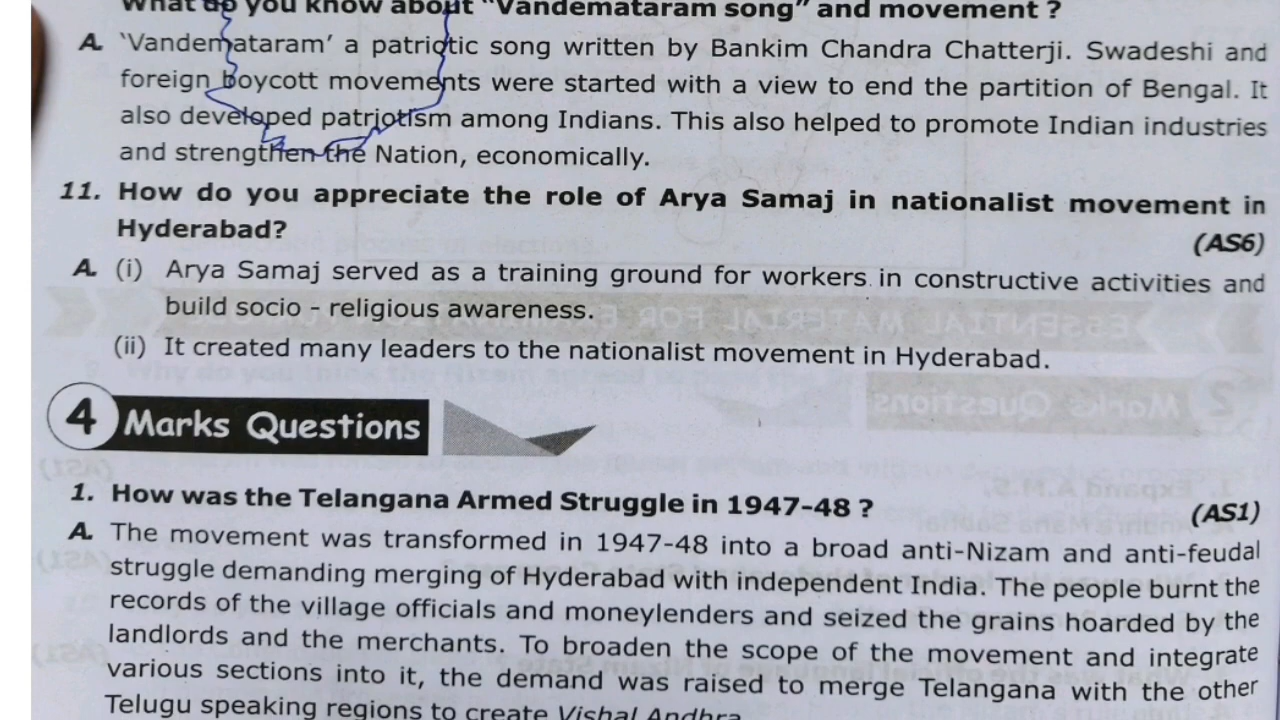 What do you know about "Vandemataram song" and movement ?
A. 'Vandemataram' a patriotic song written by Bankim Chandra Chatterji. Swadeshi and
foreign boycott movements were started with a view to end the partition of Bengal. It
also developed patriotism among Indians. This also helped to promote Indian industries
and strengthen the Nation, economically.
11. How do you appreciate the role of Arya Samaj in nationalist movement in
Hyderabad? (AS6)
A. (i) Arya Samaj served as a training ground for workers in constructive activities and
build socio - religious awareness.
(ii) It created many leaders to the nationalist movement in Hyderabad.
4 Marks Questions
1. How was the Telangana Armed Struggle in 1947-48 ? (AS1)
A. The movement was transformed in 1947-48 into a broad anti-Nizam and anti-feudal
struggle demanding merging of Hyderabad with independent India. The people burnt the
records of the village officials and moneylenders and seized the grains hoarded by the
landlords and the merchants. To broaden the scope of the movement and integrate
various sections into it, the demand was raised to merge Telangana with the other
Telugu speaking regions to create Vishal Andhra